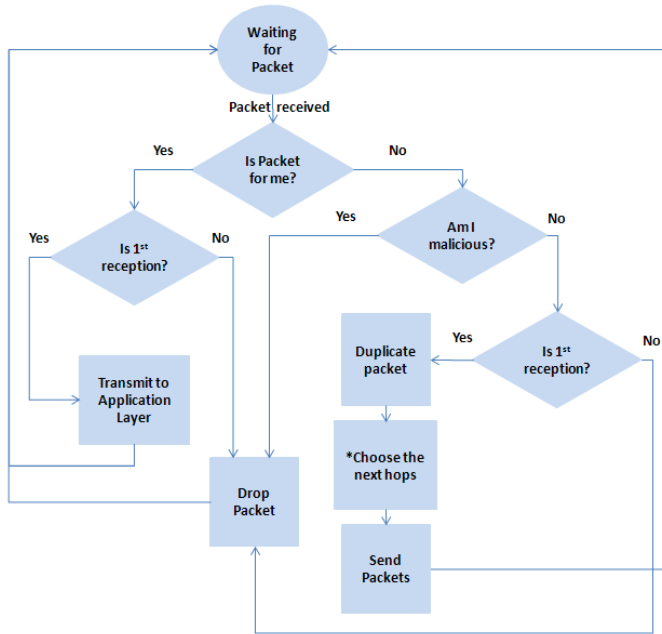 Waiting
for
Packet
Packet received
Yes
Is Packet
for me?
No
Yes
Is 1st
reception?
No
Yes
Am I
malicious?
No
Transmit to
Application
Layer
Duplicate
packet
Yes
Is 1st
reception?
No
*Choose the
next hops
Drop
Packet
Send
Packets